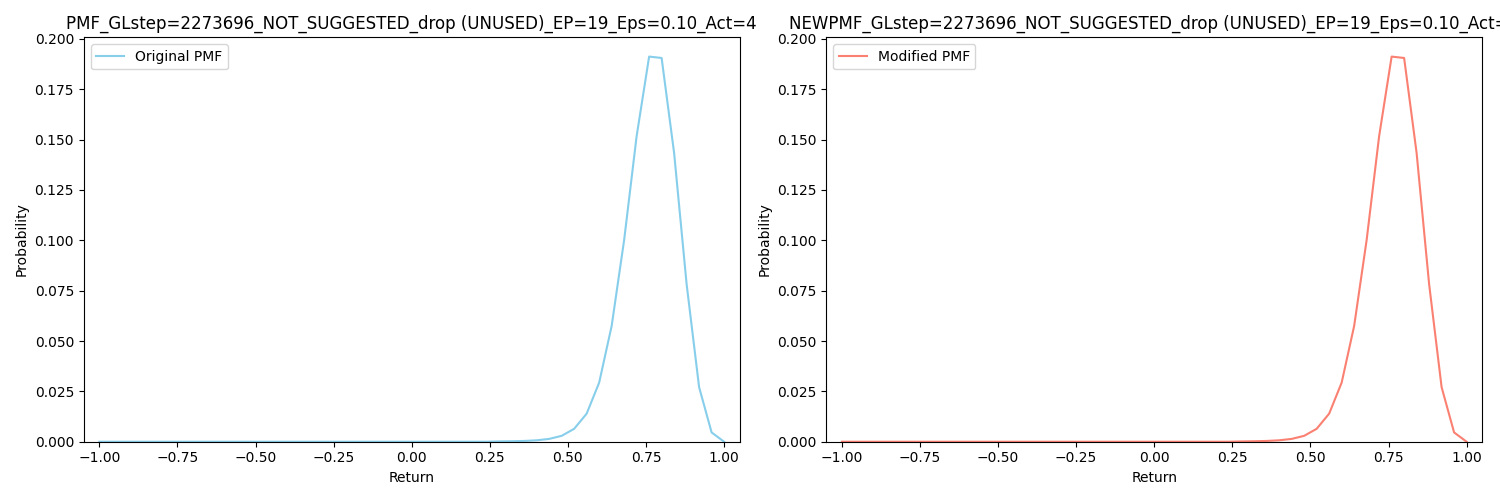 PMF_GLstep=2273696_NOT_SUGGESTED_drop (UNUSED)_EP=19_Eps=0.10_Act=4
Original PMF
0.200
0.175
0.150
0.125
0.100
0.075
0.050
0.025
0.000
Probability
−1.00 −0.75 −0.50 −0.25 0.00 0.25 0.50 0.75 1.00
Return
NEWPMF_GLstep=2273696_NOT_SUGGESTED_drop (UNUSED)_EP=19_Eps=0.10_Act=
Modified PMF
0.200
0.175
0.150
0.125
0.100
0.075
0.050
0.025
0.000
Probability
−1.00 −0.75 −0.50 −0.25 0.00 0.25 0.50 0.75 1.00
Return